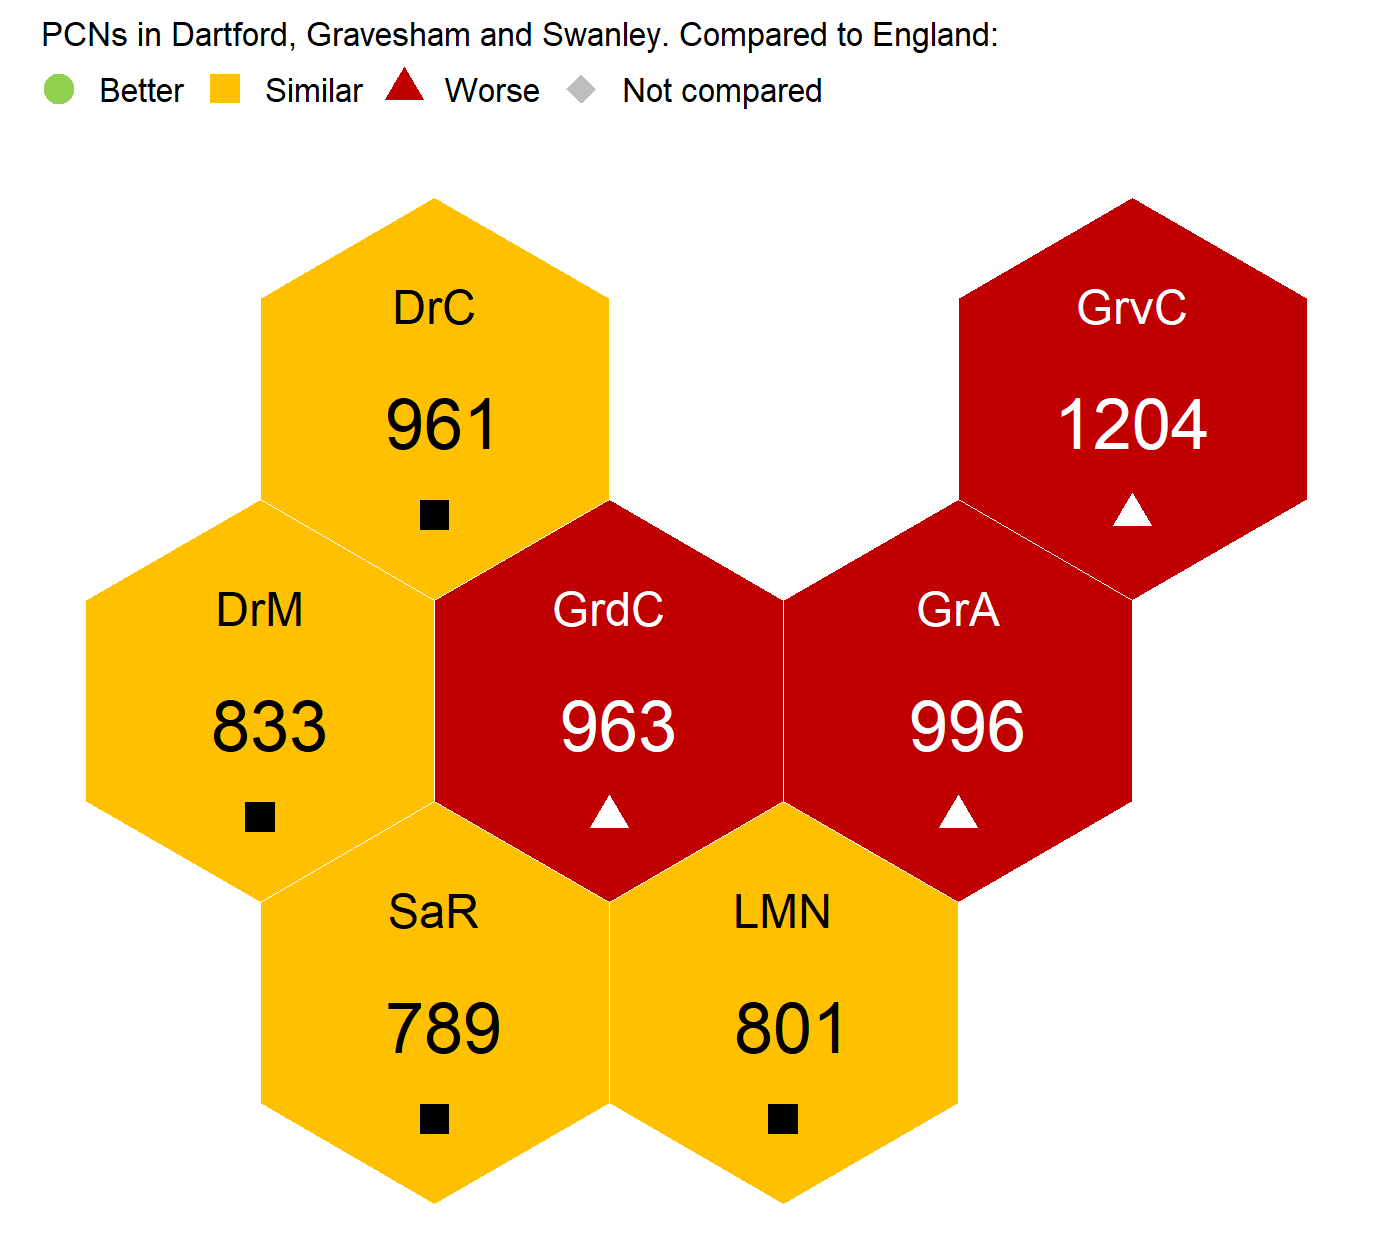 PCNs in Dartford, Gravesham and Swanley. Compared to England:
Better Similar Worse Not compared
DrC
961
GrvC
1204
DrM
833
GrdC
963
GrA
996
SaR
789
LMN
801